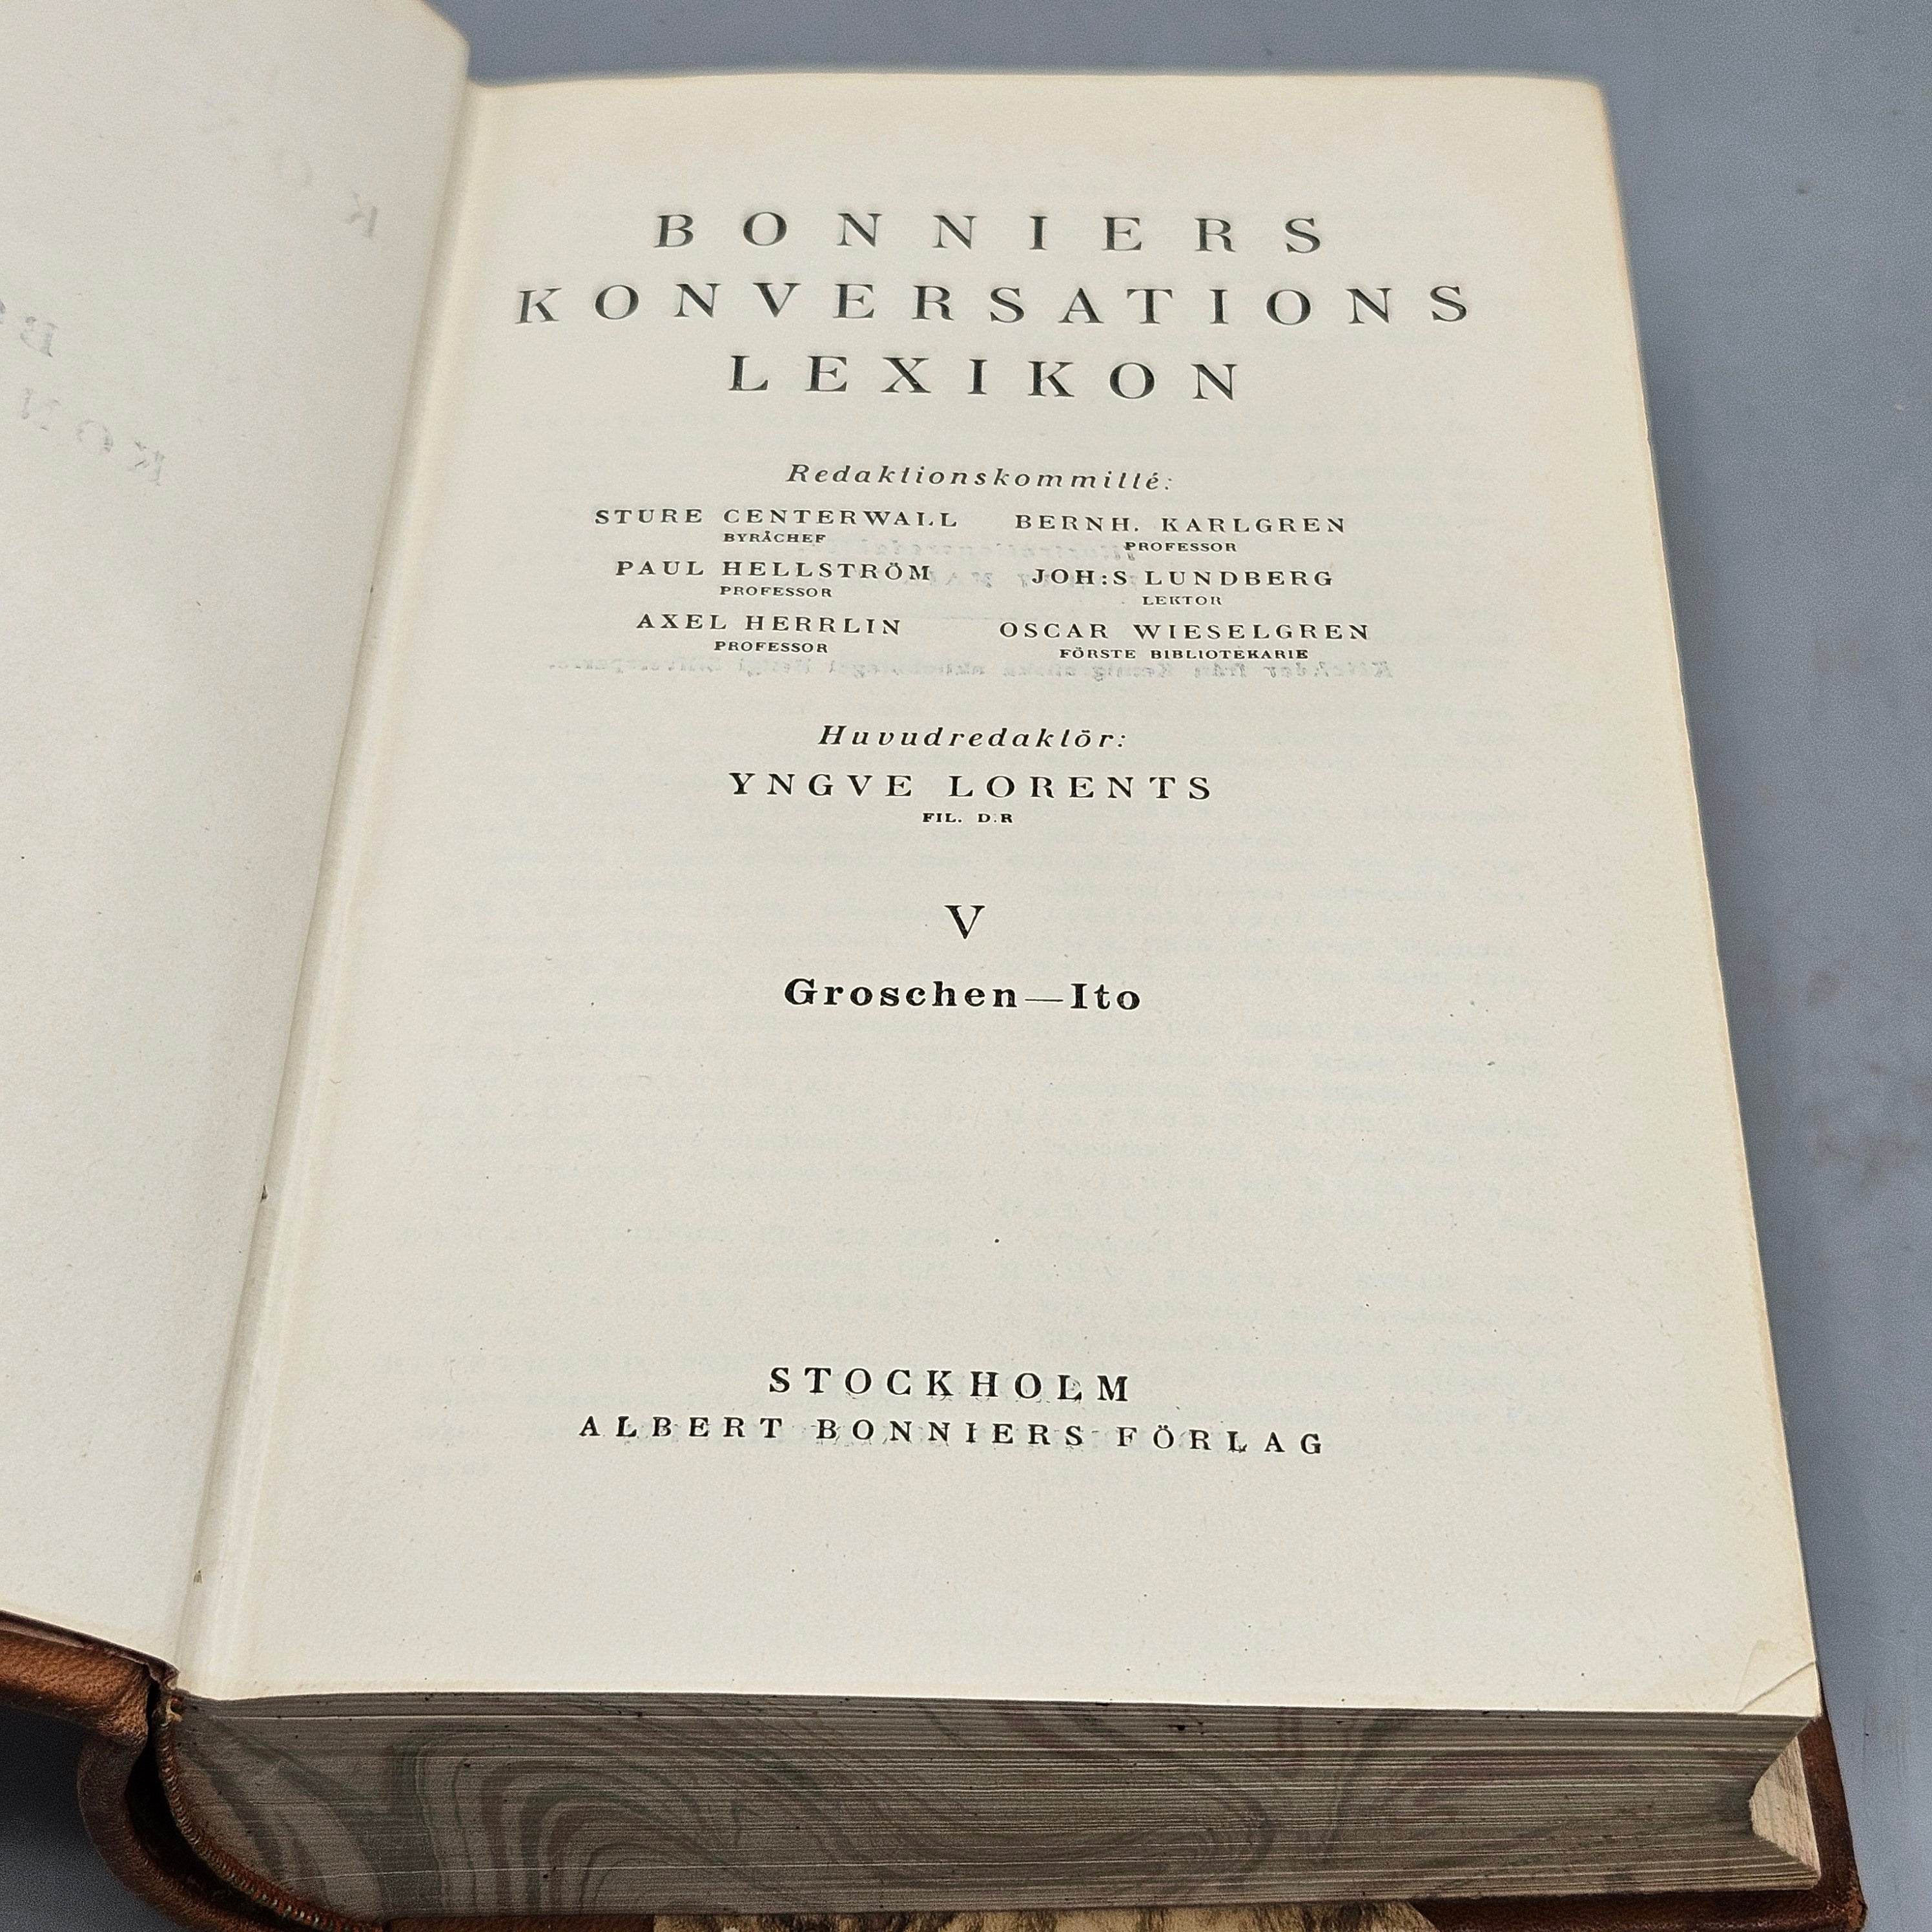 BONNIERS
KONVERSATIONS
LEXIKON
Redaktionskommitté:
STURE CENTERWALL BERNH. KARLGREN
BYRÅCHEF PROFESSOR
PAUL HELLSTRÖM JOH:S LUNDBERG
PROFESSOR LEKTOR
AXEL HERRLIN OSCAR WIESELGREN
PROFESSOR FÖRSTE BIBLIOTEKARIE
Huvudredaktör:
YNGVE LORENTS
FIL. D:R
V
Groschen—Ito
STOCKHOLM
ALBERT BONNIERS FÖRLAG